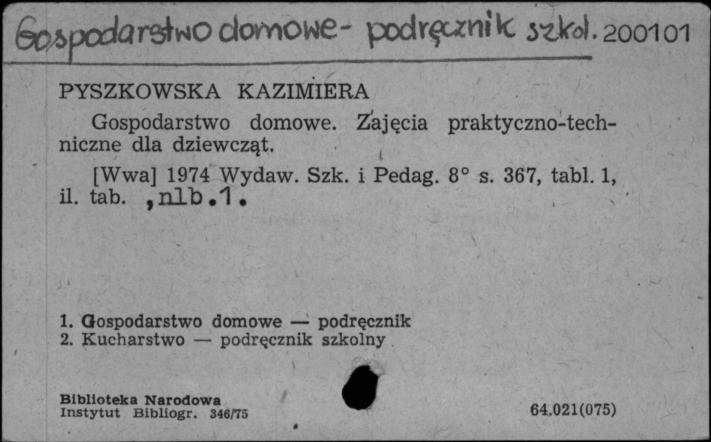 Gospodarstwo domowe - podręcznik szkol. 200101
PYSZKOWSKA KAZIMIERA
Gospodarstwo domowe. Zajęcia praktyczno-tech-
niczne dla dziewcząt.
[Wwa] 1974 Wydaw. Szk. i Pedag. 8° s. 367, tabl. 1,
il. tab. , nlb. 1.
1. Gospodarstwo domowe — podręcznik
2. Kucharstwo — podręcznik szkolny
Biblioteka Narodowa
Instytut Bibliogr. 346/75
64.021(075)